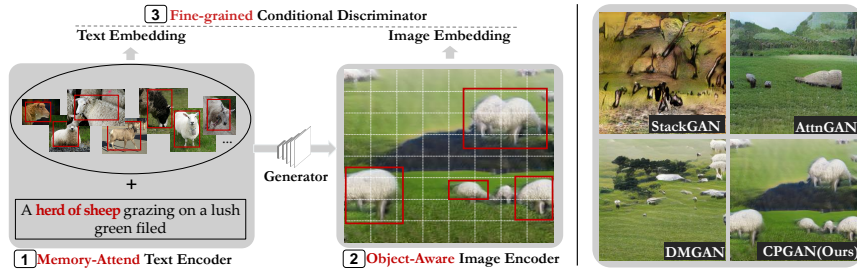 3 Fine-grained Conditional Discriminator
Text Embedding
Image Embedding
...
Generator
+
A herd of sheep grazing on a lush
green filed
1 Memory-Attend Text Encoder
2 Object-Aware Image Encoder
StackGAN
AttnGAN
DMGAN
CPGAN(Ours)